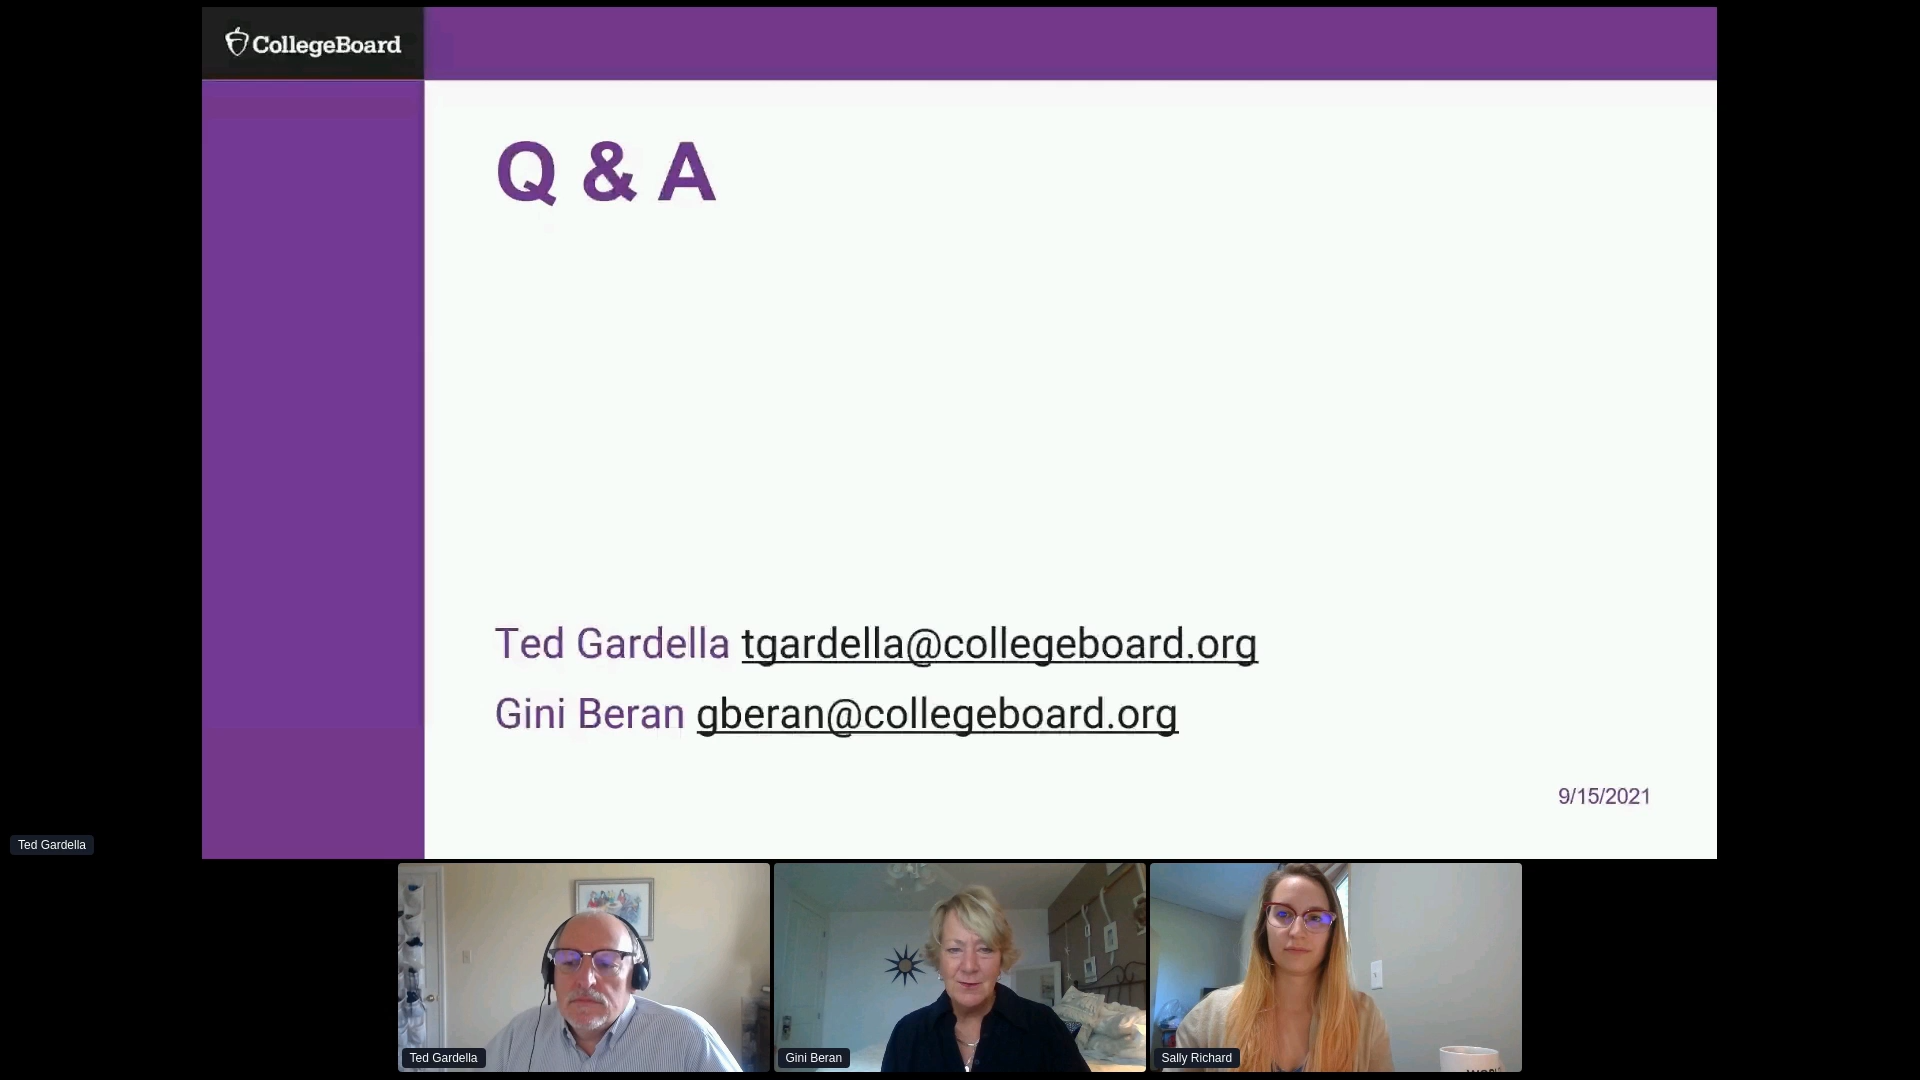 CollegeBoard
Q & A
Ted Gardella tgardella@collegeboard.org
Gini Beran gberan@collegeboard.org
9/15/2021
Ted Gardella
Ted Gardella
Gini Beran
Sally Richard